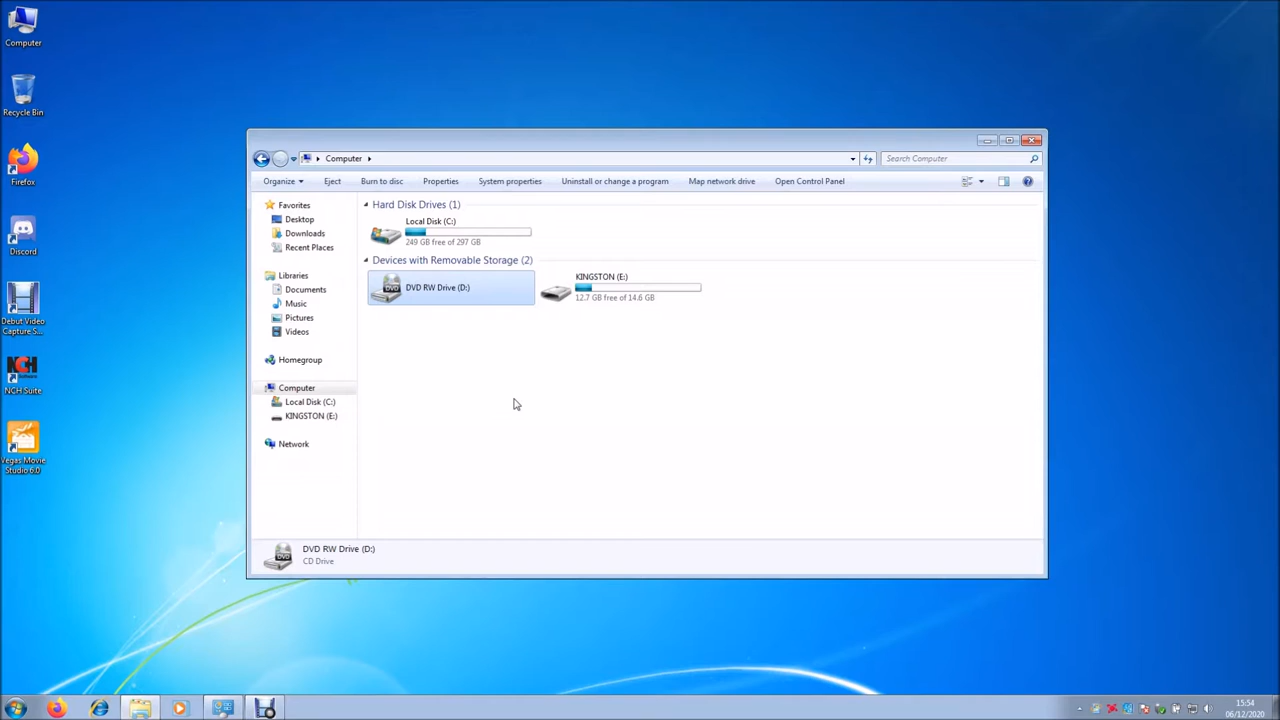 Computer
Recycle Bin
Firefox
Discord
Debut Video
Capture S...
NCH
NCH Suite
Vegas Movie
Studio 6.0
Computer
Search Computer
Organize
Eject
Burn to disc
Properties
System properties
Uninstall or change a program
Map network drive
Open Control Panel
Favorites
Desktop
Downloads
Recent Places
Libraries
Documents
Music
Pictures
Videos
Homegroup
Computer
Local Disk (C:)
KINGSTON (E:)
Network
Hard Disk Drives (1)
Local Disk (C:)
249 GB free of 297 GB
Devices with Removable Storage (2)
DVD
DVD RW Drive (D:)
KINGSTON (E:)
12.7 GB free of 14.6 GB
DVD
DVD RW Drive (D:)
CD Drive
15:54
06/12/2020